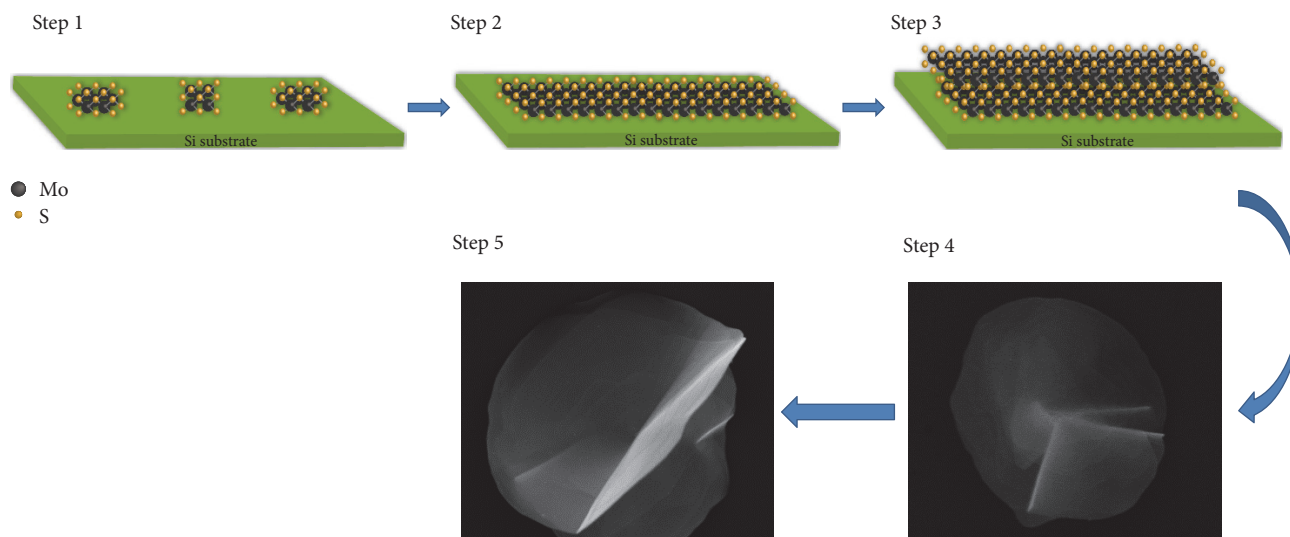 Step 1
Step 2
Step 3
Si substrate
Si substrate
Si substrate
Mo
S
Step 5
Step 4